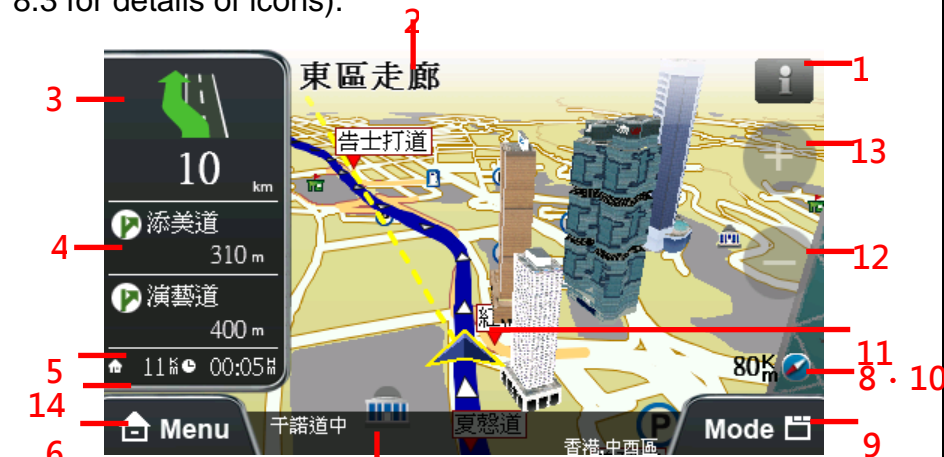 8.3 for details of icons).
2
東區走廊
1
3
告士打道
10 km
13
添美道
4
310 m
12
演藝道
400 m
紅
11
5
11 KM 00:05 H
80 KM
8 · 10
14
Menu
干諾道中
夏慤道
P
Mode
香港,中西區
6
9